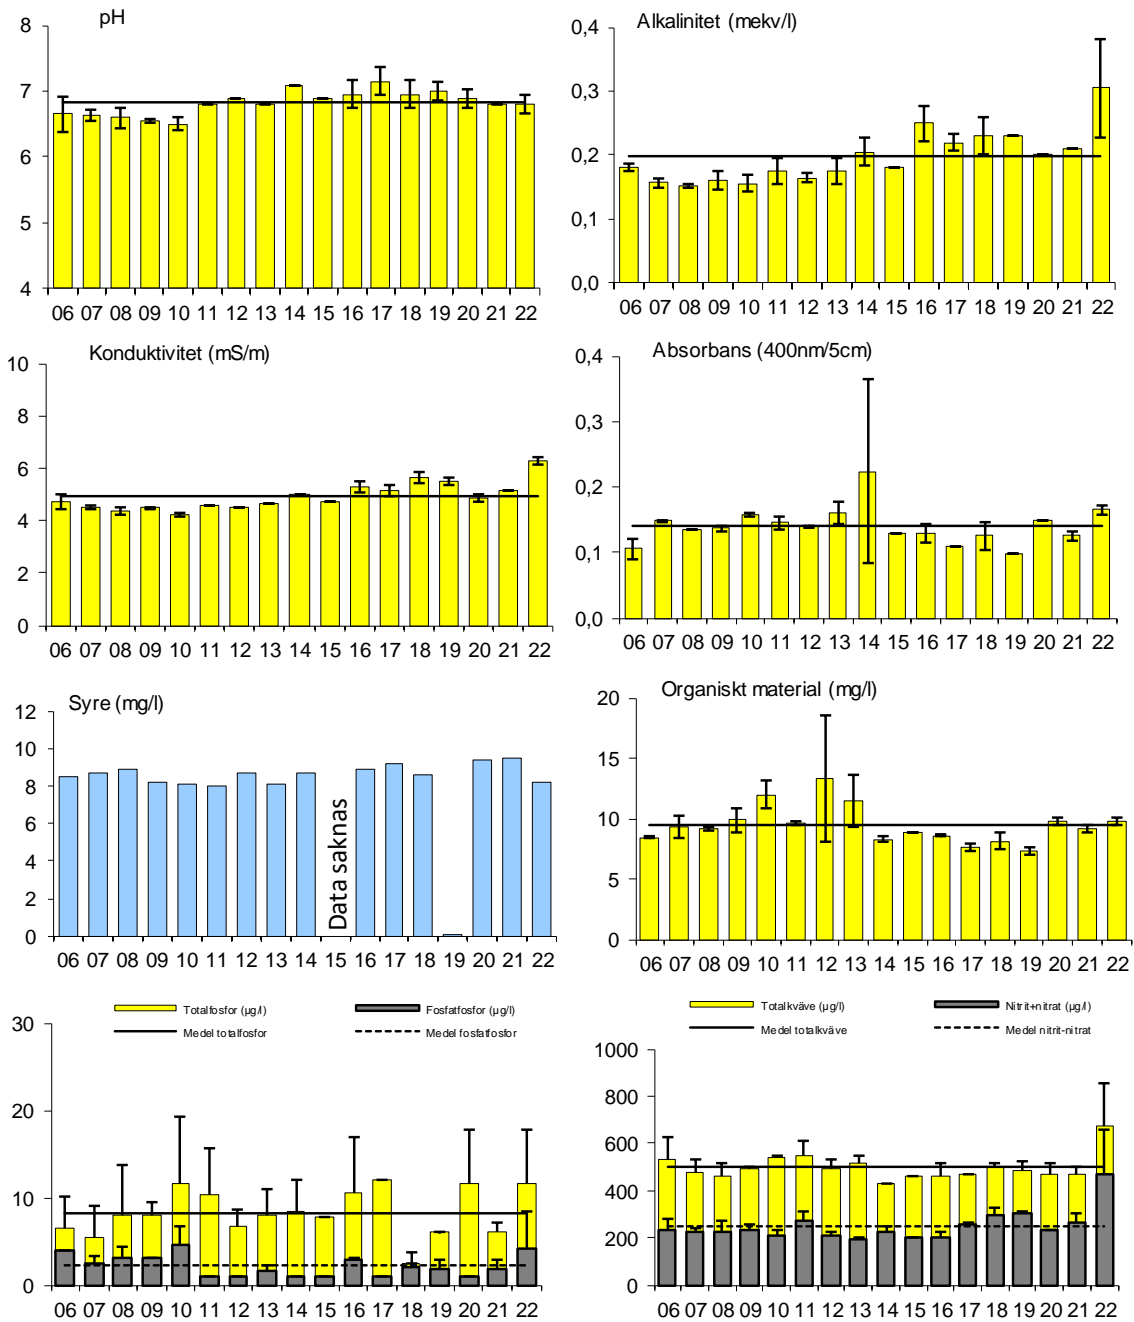 pH
8
7
6
5
4
06 07 08 09 10 11 12 13 14 15 16 17 18 19 20 21 22
Alkalinitet (mekv/l)
0,4
0,3
0,2
0,1
0,0
06 07 08 09 10 11 12 13 14 15 16 17 18 19 20 21 22
Konduktivitet (mS/m)
10
8
6
4
2
0
06 07 08 09 10 11 12 13 14 15 16 17 18 19 20 21 22
Absorbans (400nm/5cm)
0,4
0,3
0,2
0,1
0,0
06 07 08 09 10 11 12 13 14 15 16 17 18 19 20 21 22
Syre (mg/l)
12
10
8
6
4
2
0
Data saknas
06 07 08 09 10 11 12 13 14 15 16 17 18 19 20 21 22
Organiskt material (mg/l)
20
15
10
5
0
06 07 08 09 10 11 12 13 14 15 16 17 18 19 20 21 22
Totalfosfor (µg/l) Fosfatfosfor (µg/l)
Medel totalfosfor Medel fosfatfosfor
30
20
10
0
06 07 08 09 10 11 12 13 14 15 16 17 18 19 20 21 22
Totalkväve (µg/l) Nitrit+nitrat (µg/l)
Medel totalkväve Medel nitrit-nitrat
1000
800
600
400
200
0
06 07 08 09 10 11 12 13 14 15 16 17 18 19 20 21 22